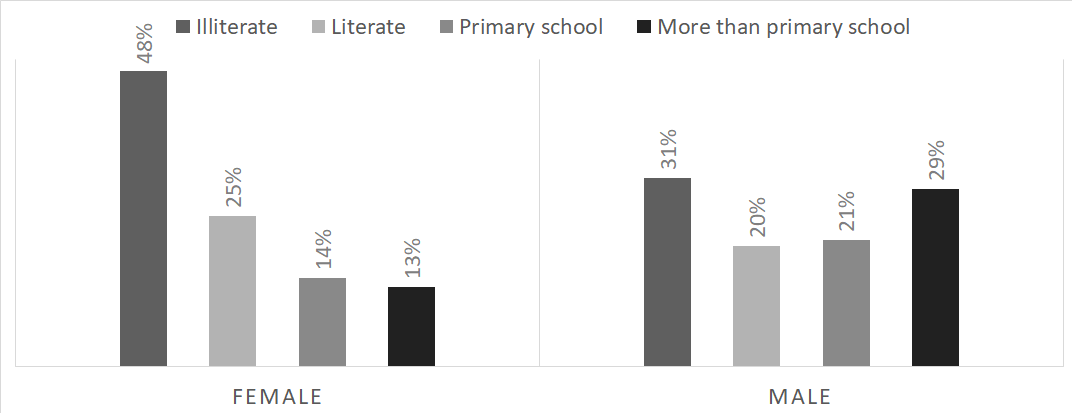 Illiterate Literate Primary school More than primary school
48% 25% 14% 13% 31% 20% 21% 29%
FEMALE MALE